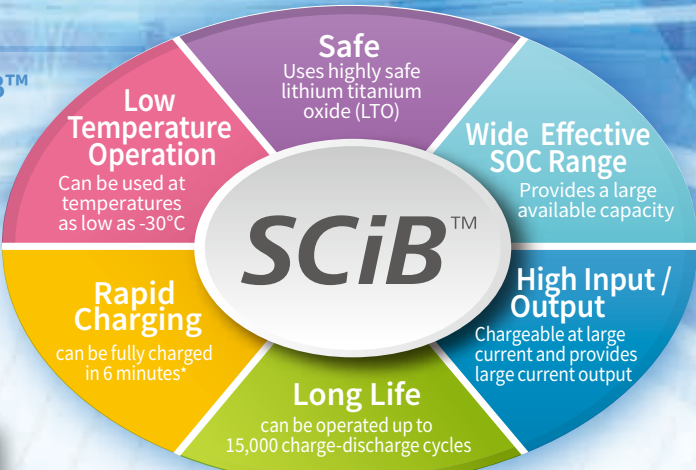 B™
Safe
Uses highly safe
lithium titanium
oxide (LTO)
Low
Temperature
Operation
Can be used at
temperatures
as low as -30°C
Wide Effective
SOC Range
Provides a large
available capacity
SCiB™
Rapid
Charging
can be fully charged
in 6 minutes*
High Input /
Output
Chargeable at large
current and provides
large current output
Long Life
can be operated up to
15,000 charge-discharge cycles